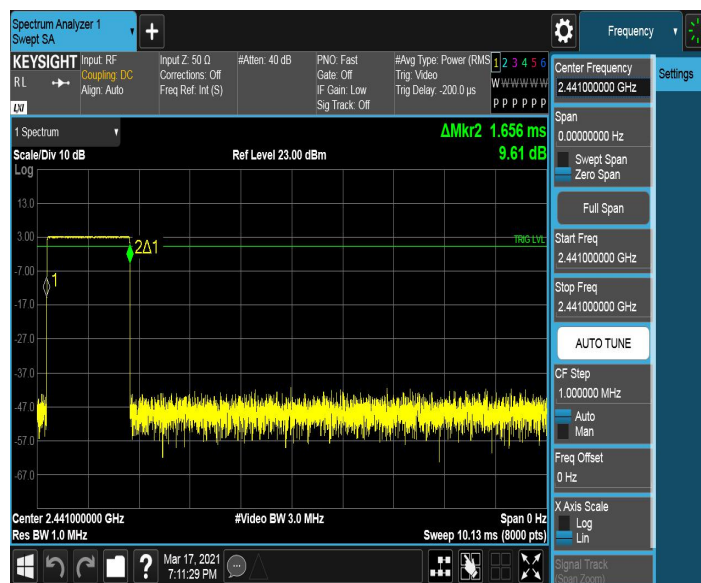 Spectrum Analyzer 1
Swept SA
Frequency
KEYSIGHT
RL
LXI
Input: RF
Coupling: DC
Align: Auto
Input Z: 50 Ω
Corrections: Off
Freq Ref: Int (S)
#Atten: 40 dB
PNO: Fast
Gate: Off
IF Gain: Low
Sig Track: Off
#Avg Type: Power (RMS
Trig: Video
Trig Delay: -200.0 µs
1 2 3 4 5 6
W W W W W W
P P P P P P
Center Frequency
2.441000000 GHz
Settings
1 Spectrum
ΔMkr2 1.656 ms
9.61 dB
Scale/Div 10 dB
Ref Level 23.00 dBm
Log
13.0
3.00
-7.00
-17.0
-27.0
-37.0
-47.0
-57.0
-67.0
TRIG LVL
2Δ1
1
Span
0.00000000 Hz
Swept Span
Zero Span
Full Span
Start Freq
2.441000000 GHz
Stop Freq
2.441000000 GHz
AUTO TUNE
CF Step
1.000000 MHz
Auto
Man
Freq Offset
0 Hz
X Axis Scale
Log
Lin
Signal Track
(Span Zoom)
Center 2.441000000 GHz
#Video BW 3.0 MHz
Span 0 Hz
Res BW 1.0 MHz
Sweep 10.13 ms (8000 pts)
?
Mar 17, 2021
7:11:29 PM